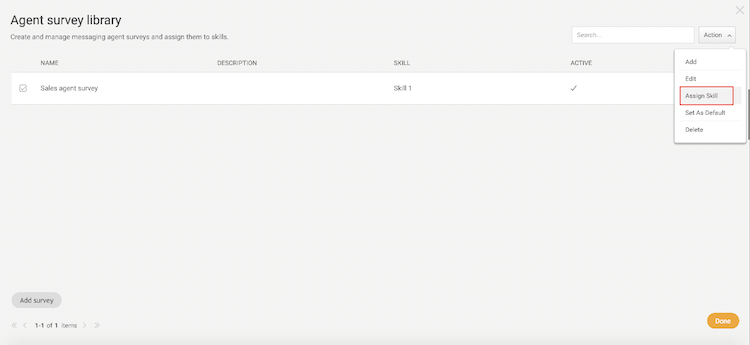 Agent survey library
Create and manage messaging agent surveys and assign them to skills.
Search...
Action
NAME DESCRIPTION SKILL ACTIVE
Sales agent survey Skill 1
Add
Edit
Assign Skill
Set As Default
Delete
Add survey
1-1 of 1 items
Done